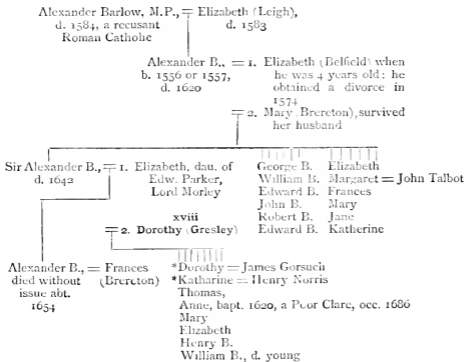 Alexander Barlow, M.P., = Elizabeth (Leigh),
d. 1584, a recusant d. 1583
Roman Catholic
Alexander B., = 1. Elizabeth (Belfield) when
b. 1556 or 1557, he was 4 years old: he
d. 1620 obtained a divorce in
1574
= 2. Mary (Brereton), survived
her husband
Sir Alexander B., = 1. Elizabeth, dau. of
d. 1642 Edw. Parker,
Lord Morley
George B. Elizabeth
William B. Margaret = John Talbot
Edward B. Frances
John B. Mary
Robert B. Jane
Edward B. Katherine
xviii
= 2. Dorothy (Gresley)
Alexander B., = Frances
died without (Brereton)
issue abt.
1654
*Dorothy = James Gorsuch
*Katharine = Henry Norris
Thomas,
Anne, bapt. 1620, a Poor Clare, occ. 1686
Mary
Elizabeth
Henry B.
William B., d. young